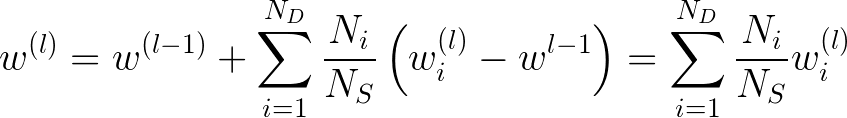 w^{(l)} = w^{(l-1)} + \sum_{i=1}^{N_D} \frac{N_i}{N_S} \left( w_i^{(l)} - w^{l-1} \right) = \sum_{i=1}^{N_D} \frac{N_i}{N_S} w_i^{(l)}